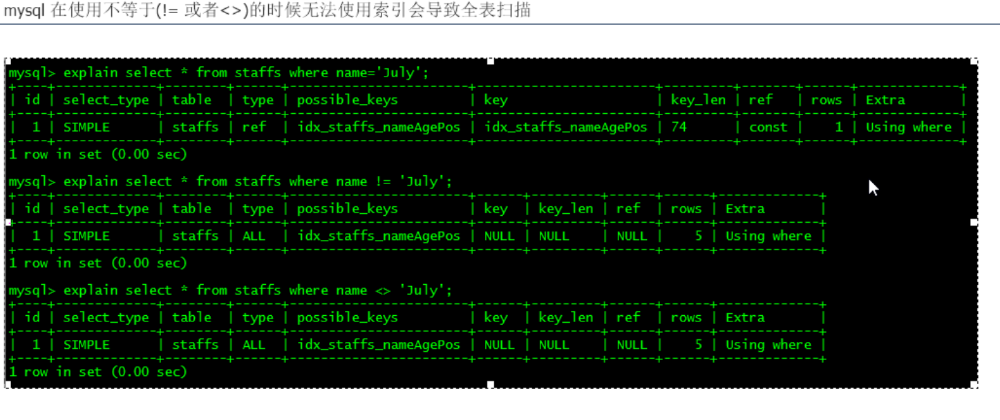 mysql 在使用不等于(!= 或者<>)的时候无法使用索引会导致全表扫描
mysql> explain select * from staffs where name='July';
+----+-------------+--------+------+-----------------------+-----------------------+---------+-------+------+-------------+
| id | select_type | table | type | possible_keys | key | key_len | ref | rows | Extra |
+----+-------------+--------+------+-----------------------+-----------------------+---------+-------+------+-------------+
| 1 | SIMPLE | staffs | ref | idx_staffs_nameAgePos | idx_staffs_nameAgePos | 74 | const | 1 | Using where |
+----+-------------+--------+------+-----------------------+-----------------------+---------+-------+------+-------------+
1 row in set (0.00 sec)
mysql> explain select * from staffs where name != 'July';
+----+-------------+--------+------+-----------------------+------+---------+------+------+-------------+
| id | select_type | table | type | possible_keys | key | key_len | ref | rows | Extra |
+----+-------------+--------+------+-----------------------+------+---------+------+------+-------------+
| 1 | SIMPLE | staffs | ALL | idx_staffs_nameAgePos | NULL | NULL | NULL | 5 | Using where |
+----+-------------+--------+------+-----------------------+------+---------+------+------+-------------+
1 row in set (0.00 sec)
mysql> explain select * from staffs where name <> 'July';
+----+-------------+--------+------+-----------------------+------+---------+------+------+-------------+
| id | select_type | table | type | possible_keys | key | key_len | ref | rows | Extra |
+----+-------------+--------+------+-----------------------+------+---------+------+------+-------------+
| 1 | SIMPLE | staffs | ALL | idx_staffs_nameAgePos | NULL | NULL | NULL | 5 | Using where |
+----+-------------+--------+------+-----------------------+------+---------+------+------+-------------+
1 row in set (0.00 sec)